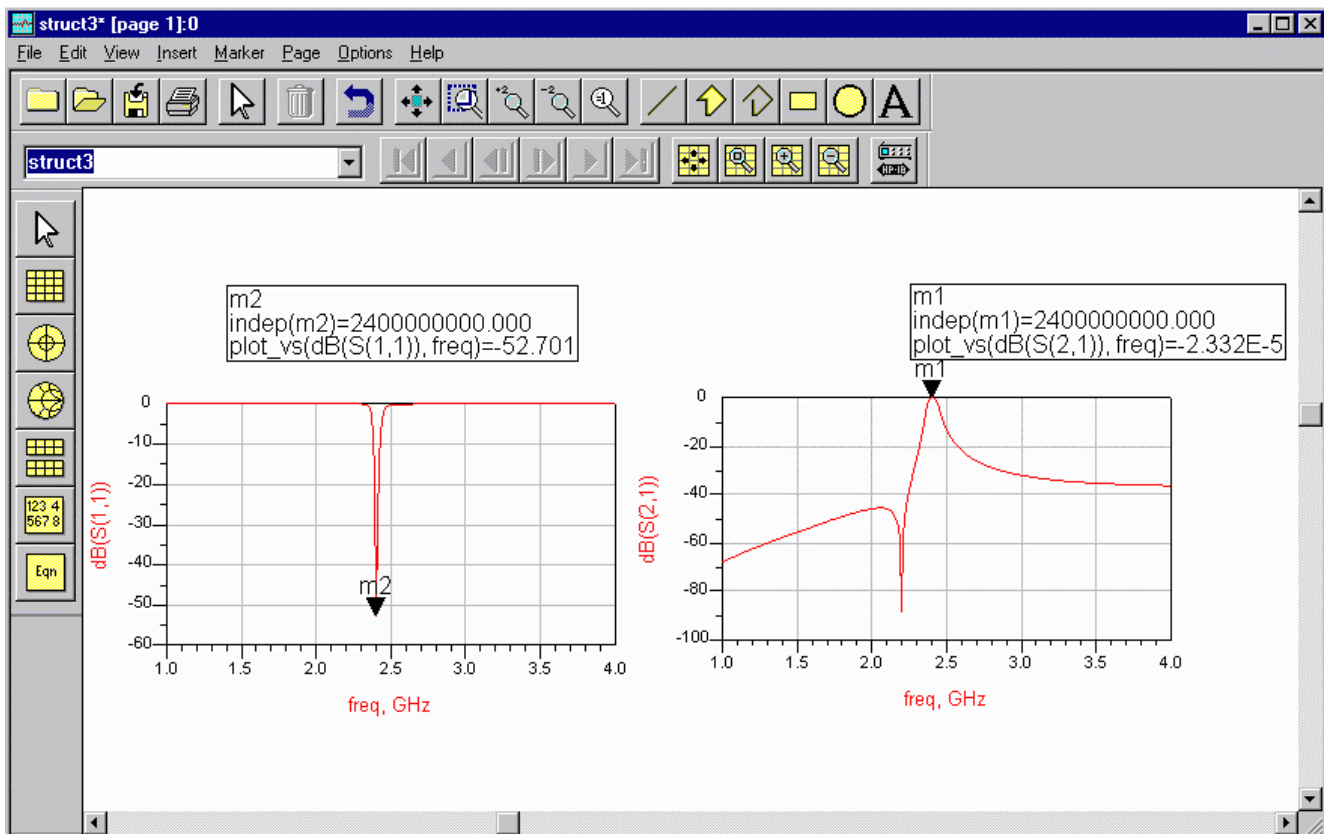 struct3* [page 1]:0
File Edit View Insert Marker Page Options Help
+2 -2 =1 A
struct3
123 4
567 8
Eqn
m2
indep(m2)=2400000000.000
plot_vs(dB(S(1,1)), freq)=-52.701
0
-10
-20
-30
-40
-50
-60
dB(S(1,1))
m2
1.0 1.5 2.0 2.5 3.0 3.5 4.0
freq, GHz
m1
indep(m1)=2400000000.000
plot_vs(dB(S(2,1)), freq)=-2.332E-5
m1
0
-20
-40
-60
-80
-100
dB(S(2,1))
1.0 1.5 2.0 2.5 3.0 3.5 4.0
freq, GHz